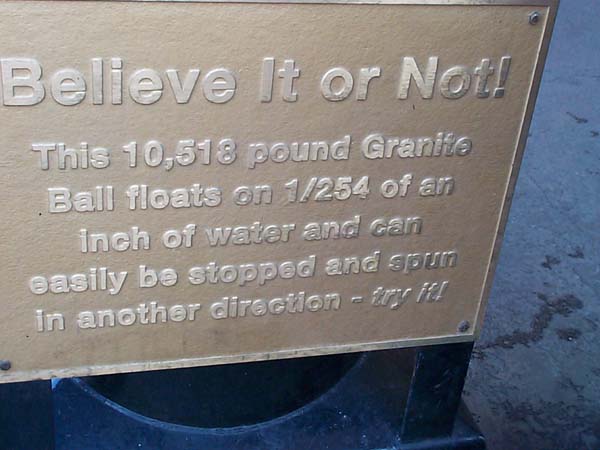 Believe It or Not!
This 10,518 pound Granite
Ball floats on 1/254 of an
inch of water and can
easily be stopped and spun
in another direction - try it!